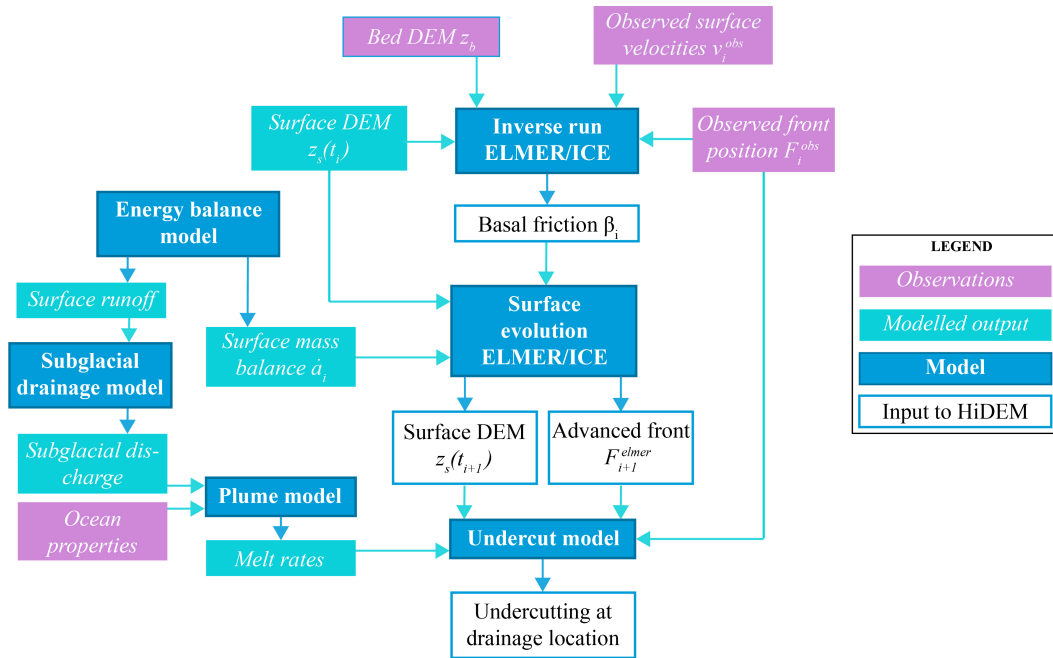 Bed DEM z_b
Observed surface
velocities v_i^obs
Surface DEM
z_s(t_i)
Inverse run
ELMER/ICE
Observed front
position F_i^obs
Energy balance
model
Basal friction β_i
Surface runoff
Surface mass
balance ȧ_i
Surface
evolution
ELMER/ICE
Subglacial
drainage model
Surface DEM
z_s(t_{i+1})
Advanced front
F_{i+1}^elmer
Subglacial dis-
charge
Plume model
Ocean
properties
Melt rates
Undercut model
Undercutting at
drainage location
LEGEND
Observations
Modelled output
Model
Input to HiDEM